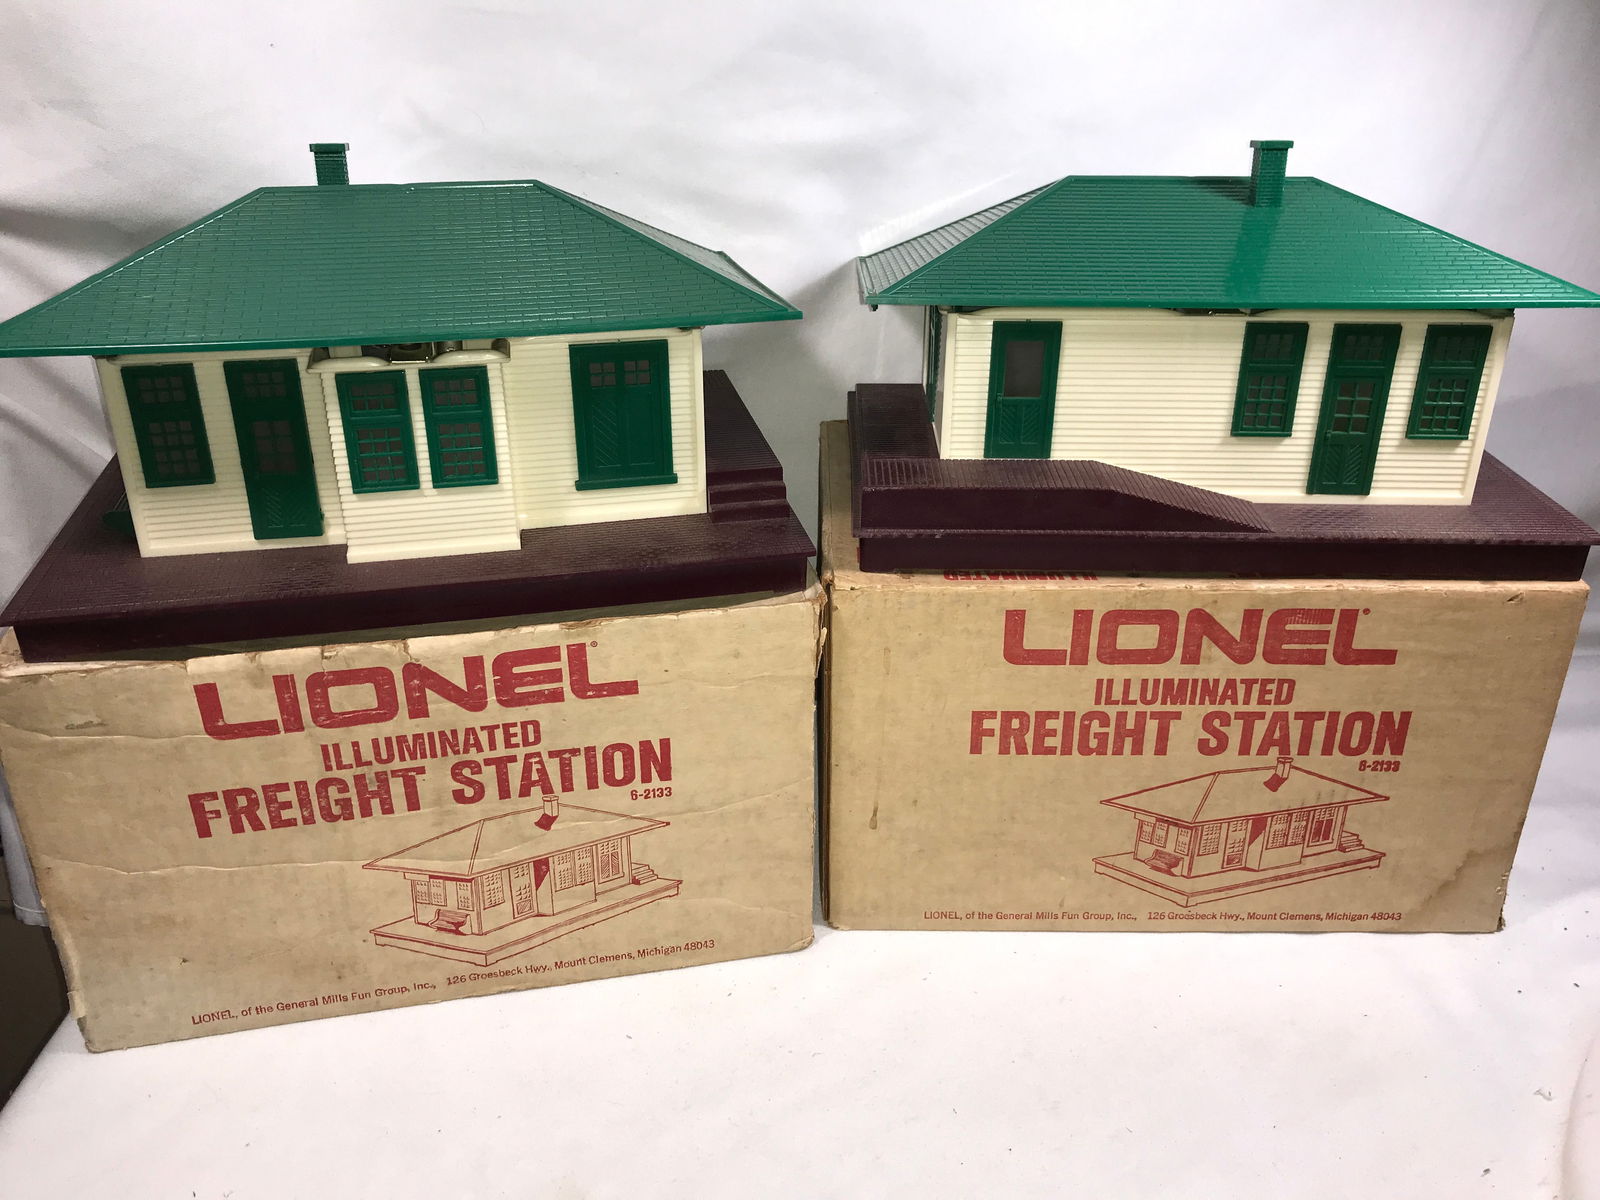 LIONEL®
ILLUMINATED
FREIGHT STATION
6-2133
LIONEL, of the General Mills Fun Group, Inc., 126 Groesbeck Hwy., Mount Clemens, Michigan 48043
ILLUMINATED
LIONEL®
ILLUMINATED
FREIGHT STATION
6-2133
LIONEL, of the General Mills Fun Group, Inc., 126 Groesbeck Hwy., Mount Clemens, Michigan 48043